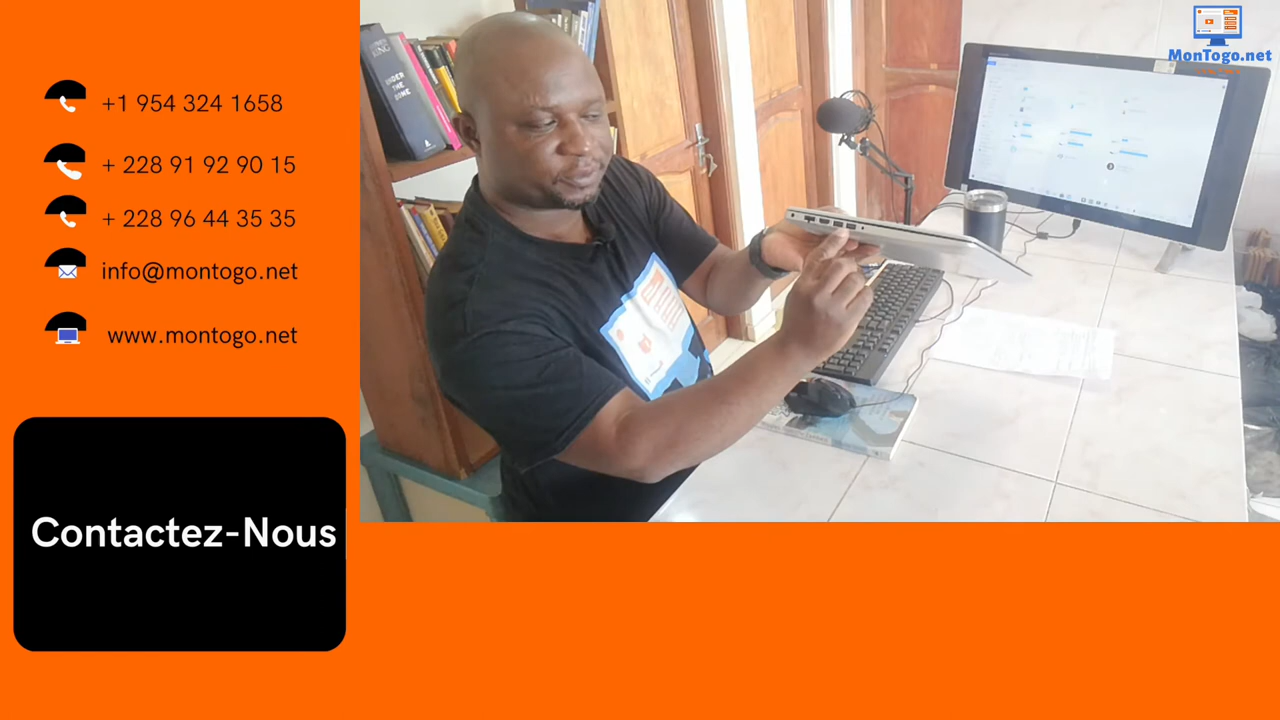 +1 954 324 1658
+ 228 91 92 90 15
+ 228 96 44 35 35
info@montogo.net
www.montogo.net
Contactez-Nous
MonTogo.net
KING
UNDER
THE
DOME